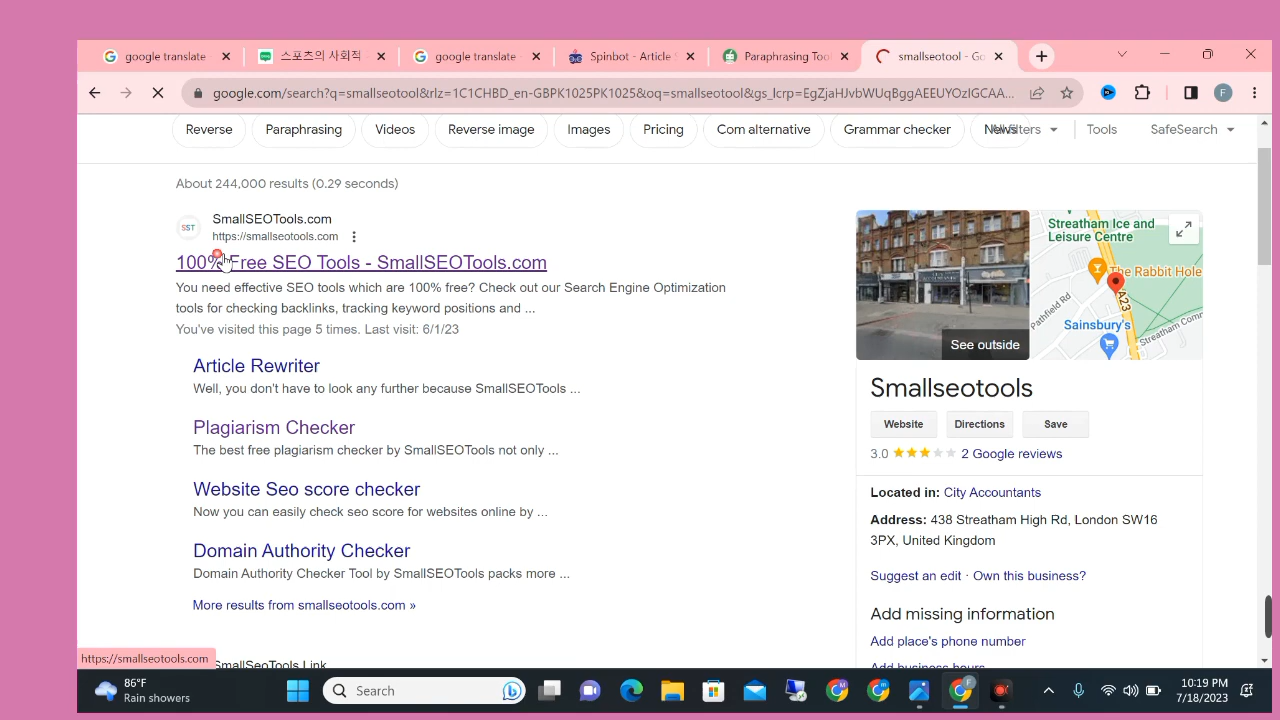 google translate
스포츠의 사회적
google translate -
Spinbot - Article S
Paraphrasing Tool
smallseotool - Go
google.com/search?q=smallseotool&rlz=1C1CHBD_en-GBPK1025PK1025&oq=smallseotool&gs_lcrp=EgZjaHJvbWUqBggAEEUYOzIGCAA...
Reverse
Paraphrasing
Videos
Reverse image
Images
Pricing
Com alternative
Grammar checker
News
All filters
Tools
SafeSearch
About 244,000 results (0.29 seconds)
SST
SmallSEOTools.com
https://smallseotools.com
100% Free SEO Tools - SmallSEOTools.com
You need effective SEO tools which are 100% free? Check out our Search Engine Optimization
tools for checking backlinks, tracking keyword positions and ...
You've visited this page 5 times. Last visit: 6/1/23
Article Rewriter
Well, you don't have to look any further because SmallSEOTools ...
Plagiarism Checker
The best free plagiarism checker by SmallSEOTools not only ...
Website Seo score checker
Now you can easily check seo score for websites online by ...
Domain Authority Checker
Domain Authority Checker Tool by SmallSEOTools packs more ...
More results from smallseotools.com »
SmallSeoTools Link
https://smallseotools.com
See outside
Streatham Ice and
Leisure Centre
The Rabbit Hole
Pathfield Rd
A23
Sainsbury's
Streatham Com
Smallseotools
Website
Directions
Save
3.0
2 Google reviews
Located in: City Accountants
Address: 438 Streatham High Rd, London SW16
3PX, United Kingdom
Suggest an edit · Own this business?
Add missing information
Add place's phone number
Add business hours
86°F
Rain showers
Search
10:19 PM
7/18/2023